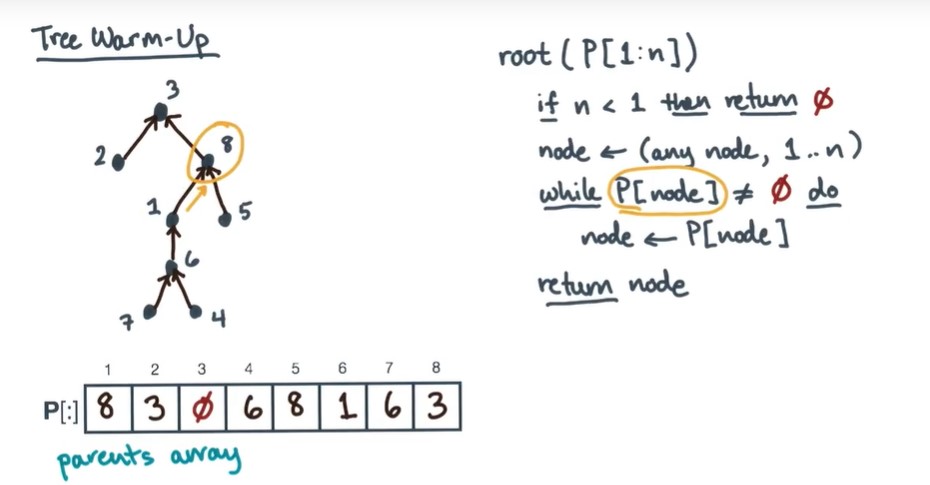 Tree Warm-Up
3
2
8
1
5
6
7
4
P[:]
1 2 3 4 5 6 7 8
8 3 ∅ 6 8 1 6 3
parents array
root ( P[1:n])
if n < 1 then return ∅
node ← (any node, 1..n)
while P[node] ≠ ∅ do
node ← P[node]
return node